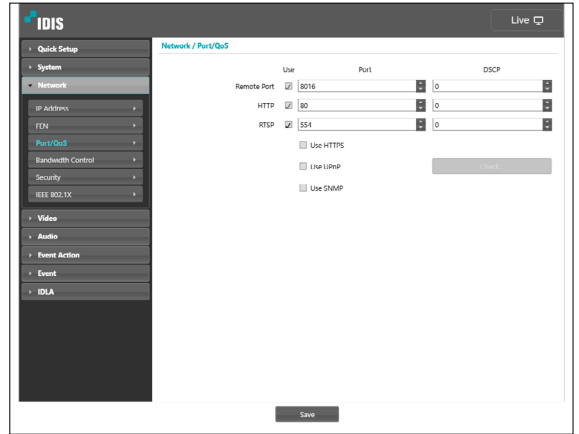 IDIS
Live
Quick Setup
System
Network
IP Address
FEN
Port/QoS
Bandwidth Control
Security
IEEE 802.1X
Video
Audio
Event Action
Event
IDLA
Network / Port/QoS
Use Port DSCP
Remote Port 8016 0
HTTP 80 0
RTSP 554 0
Use HTTPS
Use UPnP Check...
Use SNMP
Save